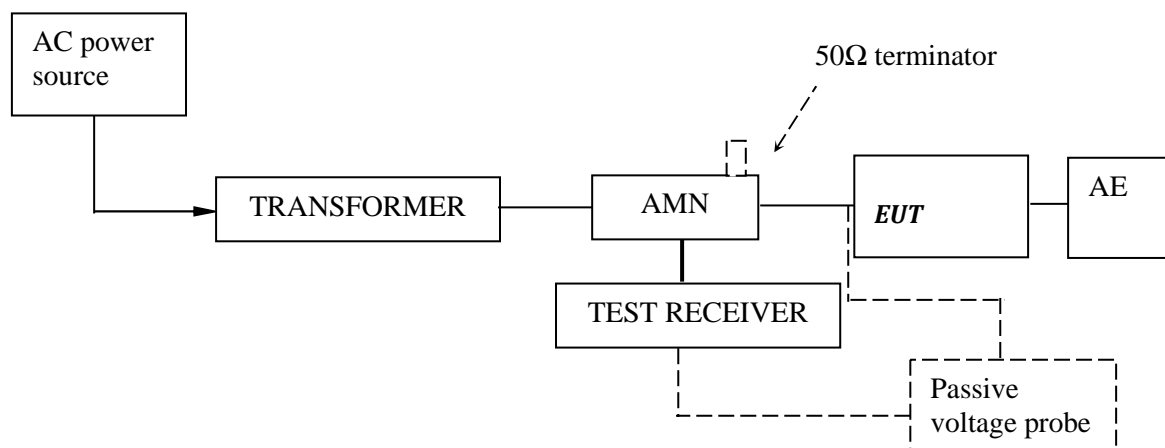 AC power
source
50Ω terminator
TRANSFORMER
AMN
EUT
AE
TEST RECEIVER
Passive
voltage probe